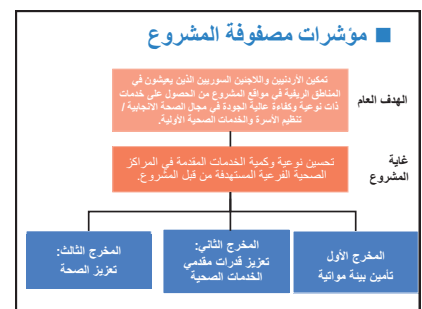 ■ مؤشرات مصفوفة المشروع
الهدف العام
تمكين الأردنيين واللاجنين السوريين الذين يعيشون في
المناطق الريفية في مواقع المشروع من الحصول على خدمات
ذات نوعية وكفاءة عالية الجودة في مجال الصحة الانجابية /
تنظيم الأسرة والخدمات الصحية الأولية.
غاية
المشروع
تحسين نوعية وكمية الخدمات المقدمة في المراكز
الصحية الفرعية المستهدفة من قبل المشروع.
المخرج الأول
تأمين بيئة مواتية
المخرج الثاني:
تعزيز قدرات مقدمي
الخدمات الصحية
المخرج الثالث:
تعزيز الصحة